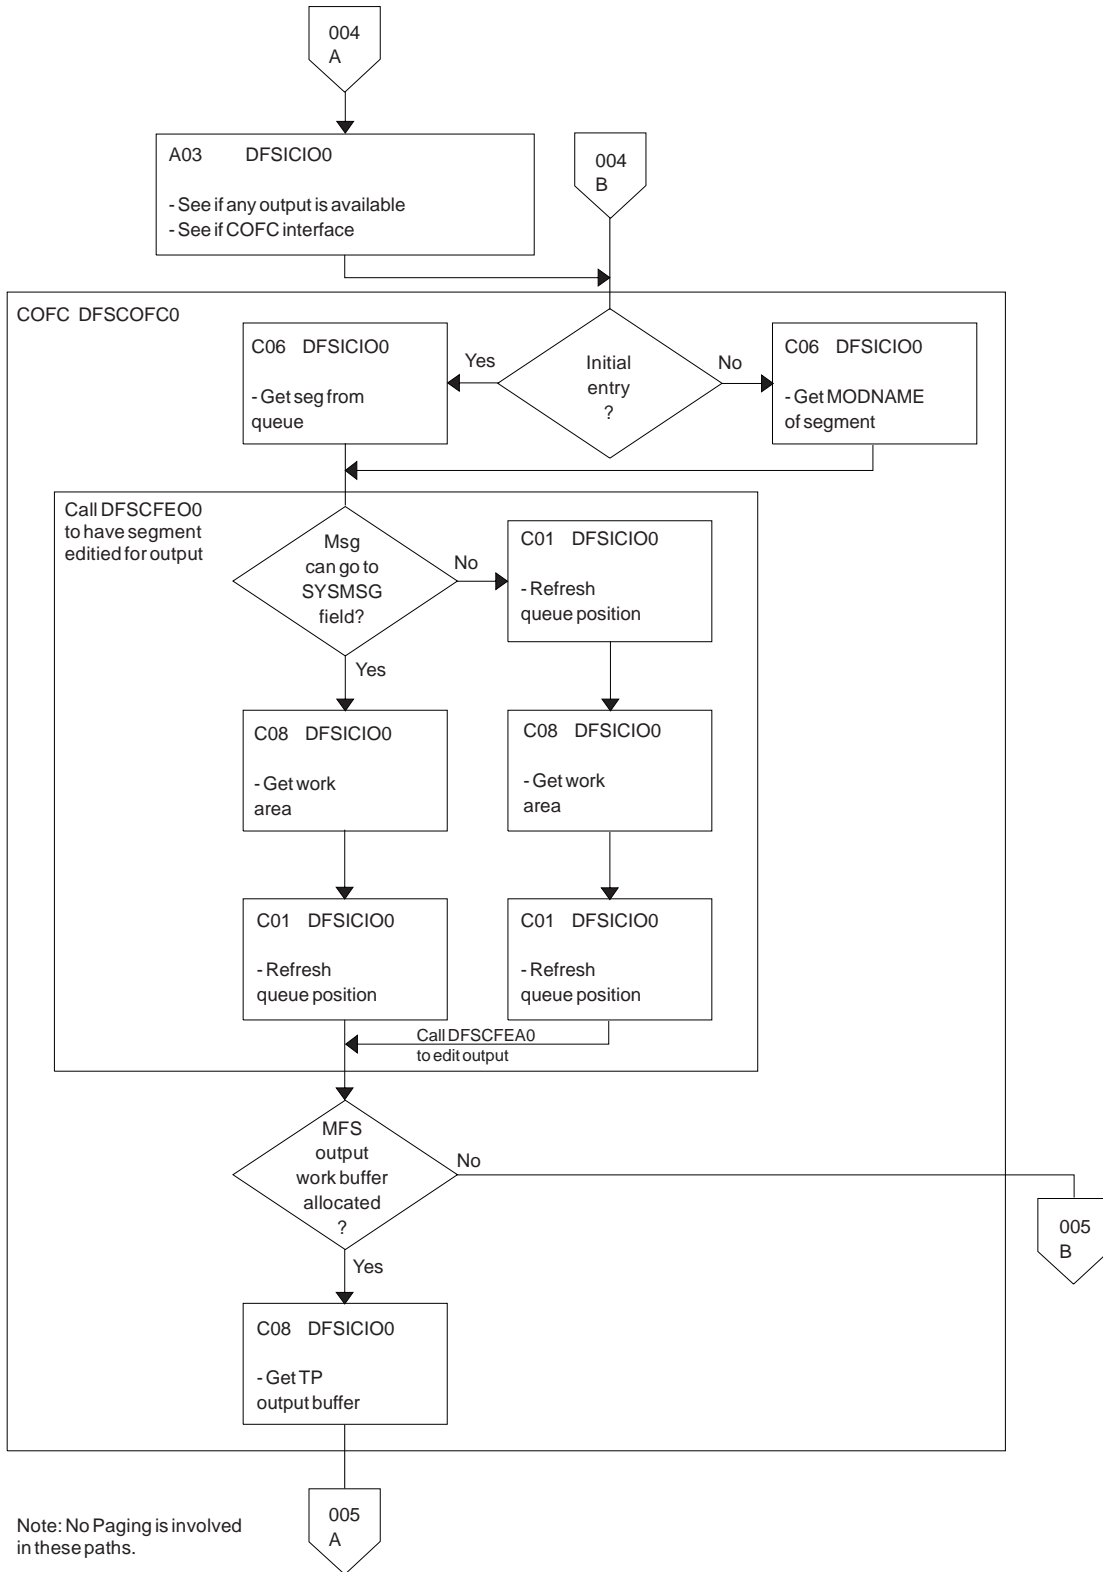 004
A
A03 DFSICIO0
- See if any output is available
- See if COFC interface
004
B
COFC DFSCOFC0
C06 DFSICIO0
- Get seg from
queue
Yes
Initial
entry
?
No
C06 DFSICIO0
- Get MODNAME
of segment
Call DFSCFEO0
to have segment
editied for output
Msg
can go to
SYSMSG
field?
No
C01 DFSICIO0
- Refresh
queue position
Yes
C08 DFSICIO0
- Get work
area
C08 DFSICIO0
- Get work
area
C01 DFSICIO0
- Refresh
queue position
C01 DFSICIO0
- Refresh
queue position
Call DFSCFEA0
to edit output
MFS
output
work buffer
allocated
?
No
005
B
Yes
C08 DFSICIO0
- Get TP
output buffer
005
A
Note: No Paging is involved
in these paths.